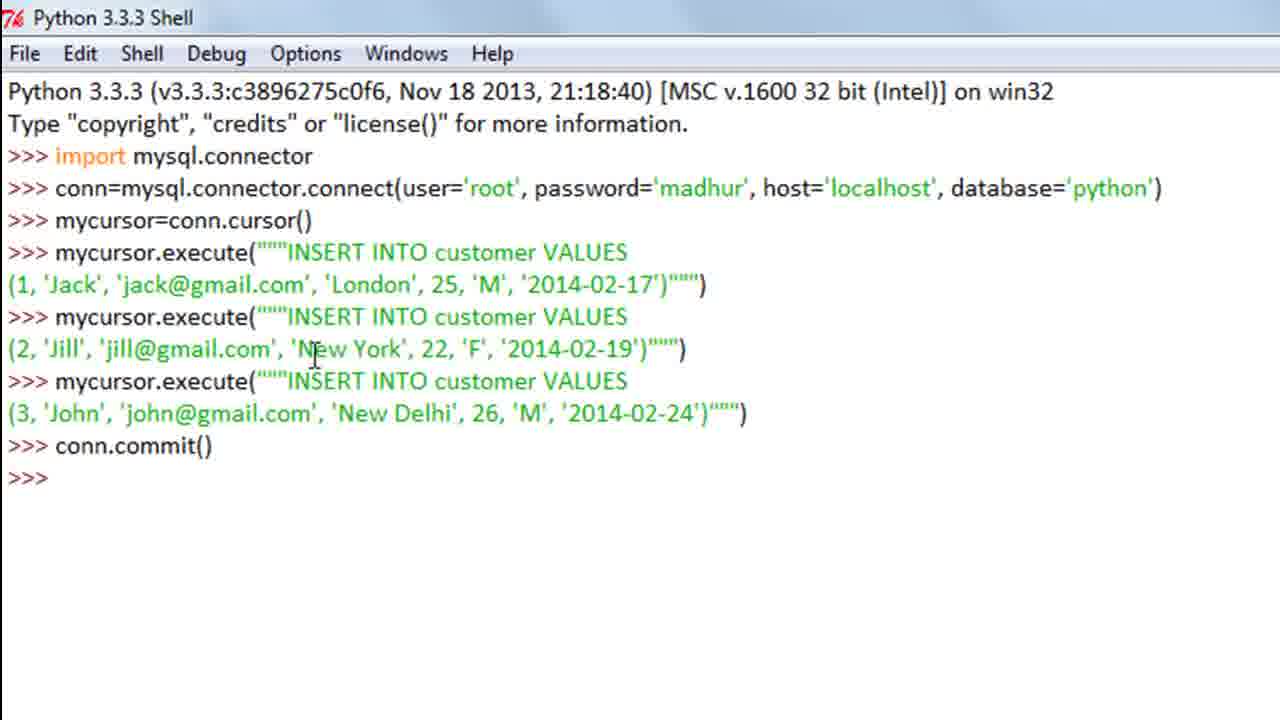 Python 3.3.3 Shell
File Edit Shell Debug Options Windows Help
Python 3.3.3 (v3.3.3:c3896275c0f6, Nov 18 2013, 21:18:40) [MSC v.1600 32 bit (Intel)] on win32
Type "copyright", "credits" or "license()" for more information.
>>> import mysql.connector
>>> conn=mysql.connector.connect(user='root', password='madhur', host='localhost', database='python')
>>> mycursor=conn.cursor()
>>> mycursor.execute("""INSERT INTO customer VALUES
(1, 'Jack', 'jack@gmail.com', 'London', 25, 'M', '2014-02-17')""")
>>> mycursor.execute("""INSERT INTO customer VALUES
(2, 'Jill', 'jill@gmail.com', 'New York', 22, 'F', '2014-02-19')""")
>>> mycursor.execute("""INSERT INTO customer VALUES
(3, 'John', 'john@gmail.com', 'New Delhi', 26, 'M', '2014-02-24')""")
>>> conn.commit()
>>>